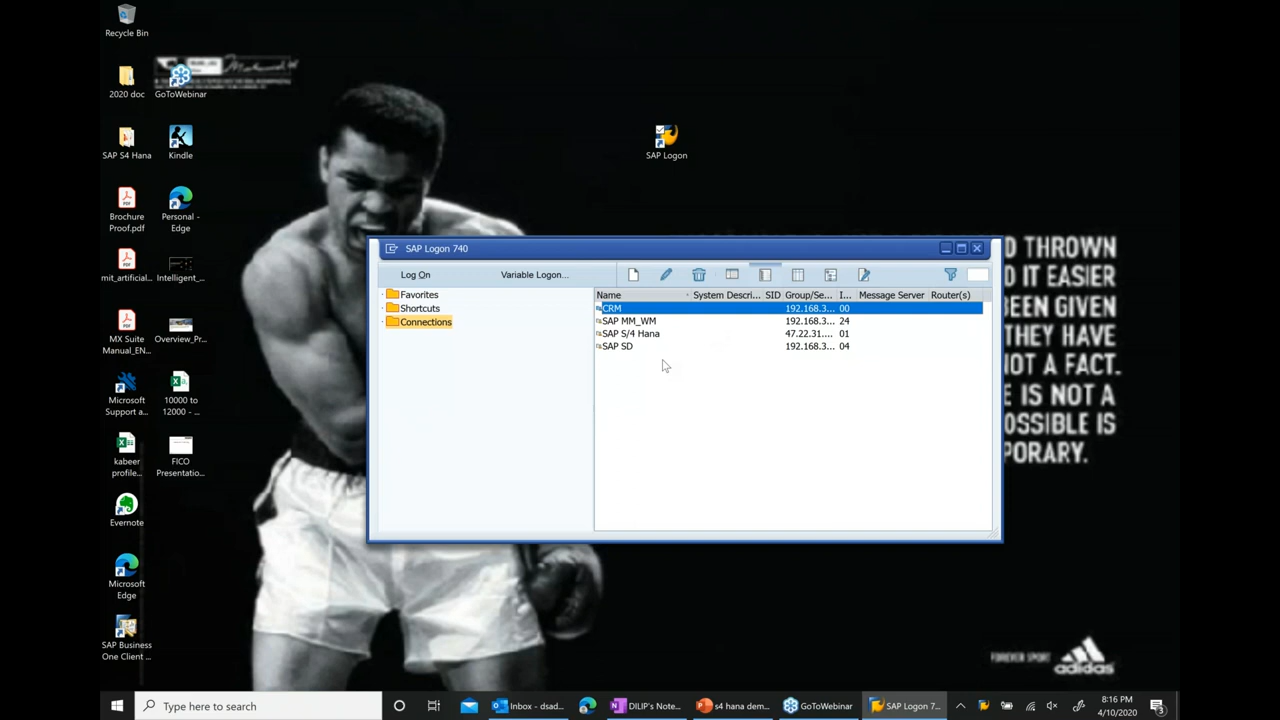 Recycle Bin
2020 doc
GoToWebinar
SAP S4 Hana
Kindle
Brochure
Proof.pdf
Personal -
Edge
mit_artificial...
Intelligent_...
MX Suite
Manual_EN...
Overview_Pr...
Microsoft
Support a...
10000 to
12000 - ...
kabeer
profile...
FICO
Presentatio...
Evernote
Microsoft
Edge
SAP Business
One Client ...
SAP Logon
SAP Logon 740
Log On
Variable Logon...
Favorites
Shortcuts
Connections
Name System Descri... SID Group/Se... I... Message Server Router(s)
CRM 192.168.3... 00
SAP MM_WM 192.168.3... 24
SAP S/4 Hana 47.22.31.... 01
SAP SD 192.168.3... 04
D THROWN
D IT EASIER
BEEN GIVEN
THEY HAVE
NOT A FACT.
E IS NOT A
POSSIBLE IS
PORARY.
FOREVER SPORT
adidas
Type here to search
Inbox - dsad...
DILIP's Note...
s4 hana dem...
GoToWebinar
SAP Logon 7...
8:16 PM
4/10/2020
3